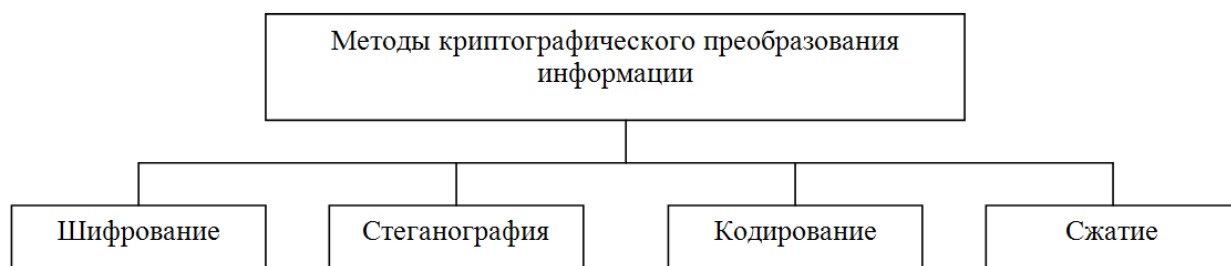 Методы криптографического преобразования
информации
Шифрование
Стеганография
Кодирование
Сжатие